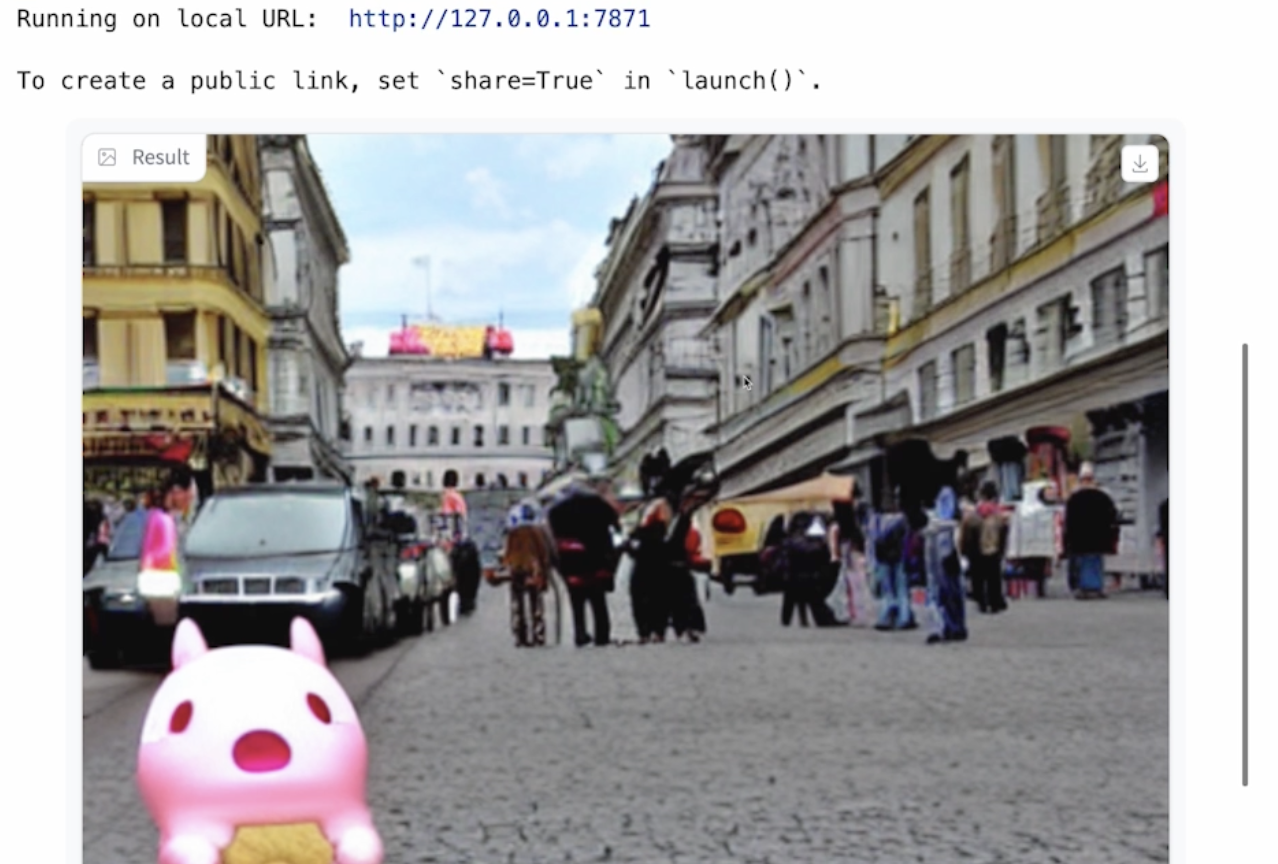 Running on local URL:  http://127.0.0.1:7871
To create a public link, set `share=True` in `launch()`.
Result